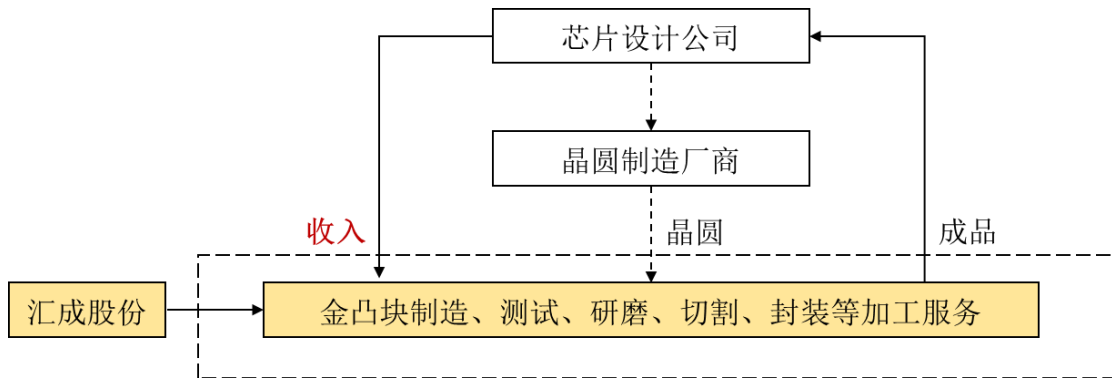 芯片设计公司
晶圆制造厂商
收入
晶圆
成品
汇成股份
金凸块制造、测试、研磨、切割、封装等加工服务